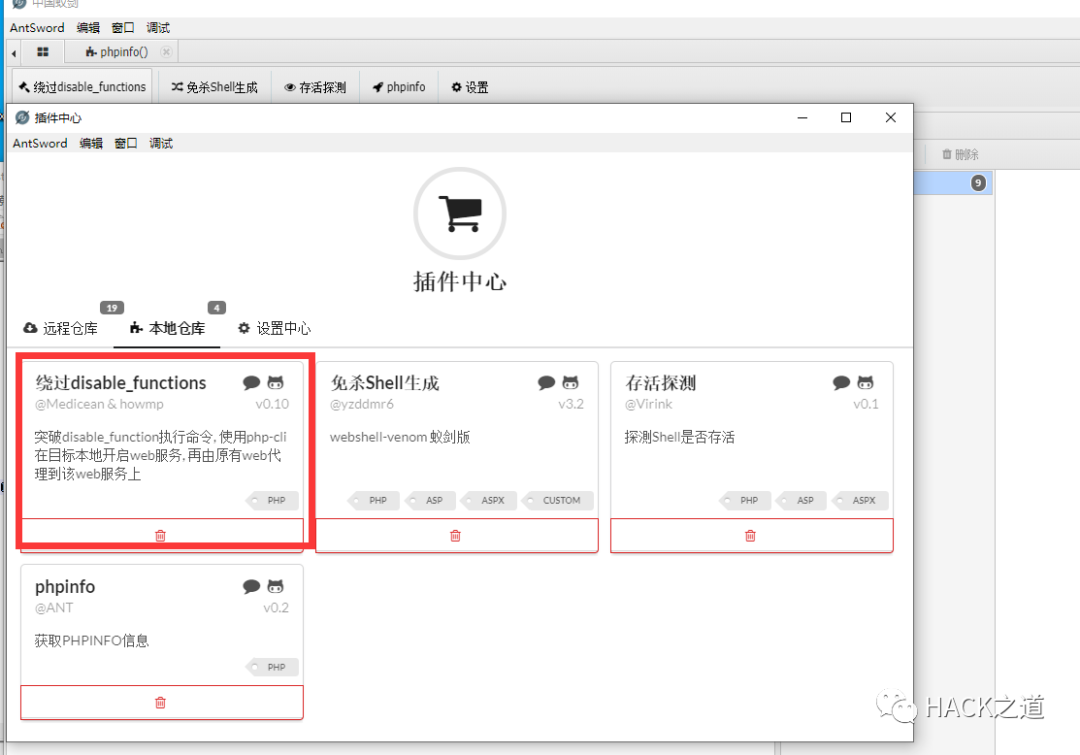 中国蚁剑
AntSword 编辑 窗口 调试
phpinfo()
绕过disable_functions 免杀Shell生成 存活探测 phpinfo 设置
插件中心
AntSword 编辑 窗口 调试
删除
9
插件中心
19 4
远程仓库 本地仓库 设置中心
绕过disable_functions
@Medicean & howmp v0.10
突破disable_function执行命令, 使用php-cli
在目标本地开启web服务, 再由原有web代
理到该web服务上
PHP
免杀Shell生成
@yzddmr6 v3.2
webshell-venom 蚁剑版
PHP ASP ASPX CUSTOM
存活探测
@Virink v0.1
探测Shell是否存活
PHP ASP ASPX
phpinfo
@ANT v0.2
获取PHPINFO信息
PHP
HACK之道